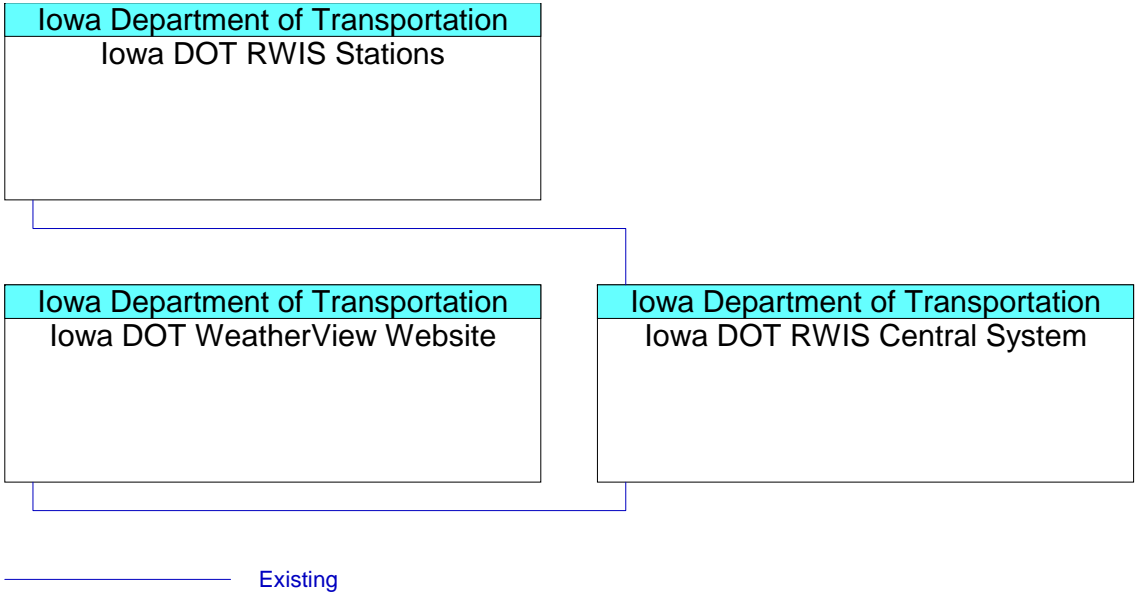 Iowa Department of Transportation
Iowa DOT RWIS Stations
Iowa Department of Transportation
Iowa DOT WeatherView Website
Iowa Department of Transportation
Iowa DOT RWIS Central System
Existing